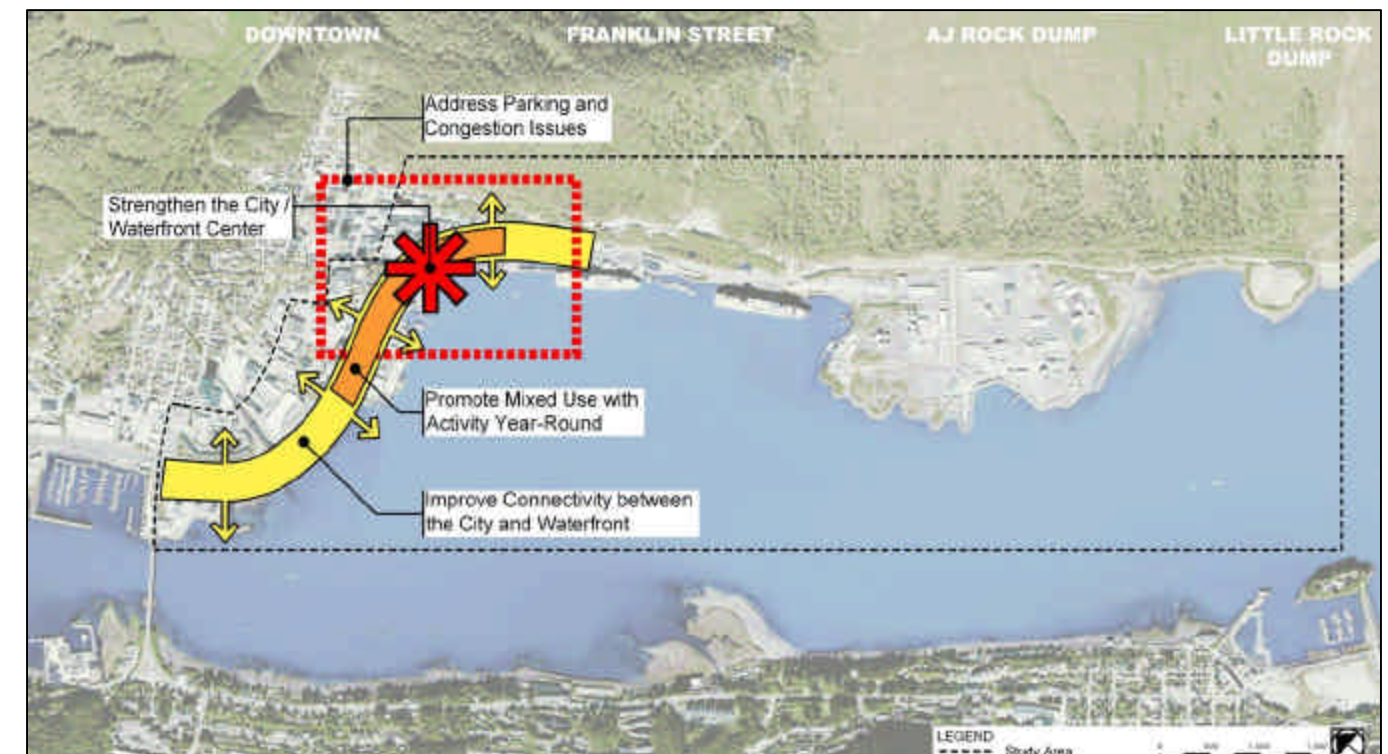 DOWNTOWN
FRANKLIN STREET
AJ ROCK DUMP
LITTLE ROCK
DUMP
Address Parking and
Congestion Issues
Strengthen the City /
Waterfront Center
Promote Mixed Use with
Activity Year-Round
Improve Connectivity between
the City and Waterfront
LEGEND
Study Area